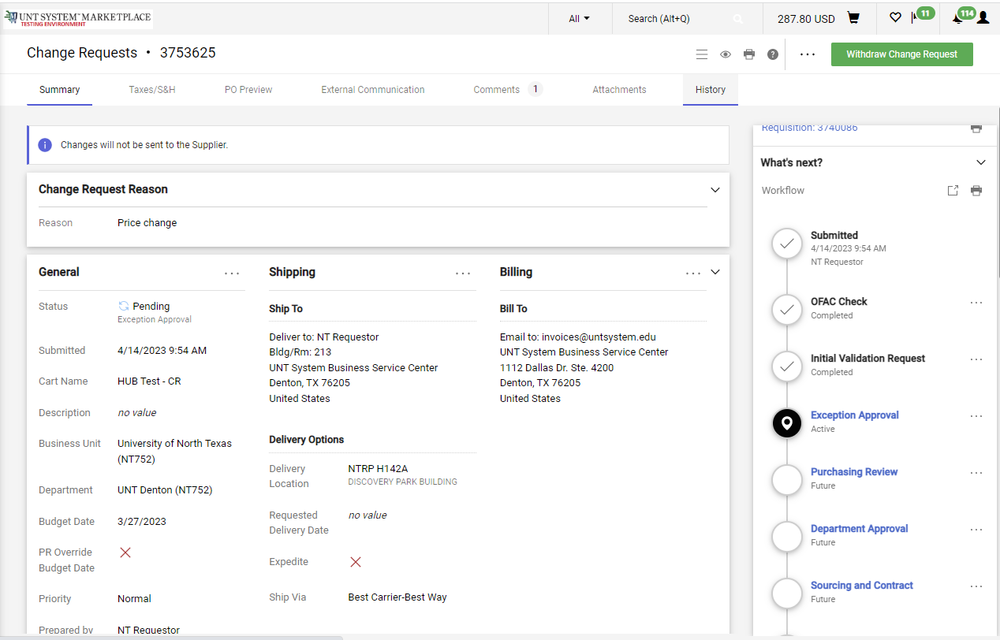 UNT SYSTEM™ MARKETPLACE
TESTING ENVIRONMENT
All
Search (Alt+Q)
287.80 USD
11
114
Change Requests • 3753625
Withdraw Change Request
Summary
Taxes/S&H
PO Preview
External Communication
Comments 1
Attachments
History
Changes will not be sent to the Supplier.
Change Request Reason
Reason Price change
General
Status Pending
Exception Approval
Submitted 4/14/2023 9:54 AM
Cart Name HUB Test - CR
Description no value
Business Unit University of North Texas
(NT752)
Department UNT Denton (NT752)
Budget Date 3/27/2023
PR Override
Budget Date
Priority Normal
Prepared by NT Requestor
Shipping
Ship To
Deliver to: NT Requestor
Bldg/Rm: 213
UNT System Business Service Center
Denton, TX 76205
United States
Delivery Options
Delivery
Location
NTRP H142A
DISCOVERY PARK BUILDING
Requested
Delivery Date
no value
Expedite
Ship Via Best Carrier-Best Way
Billing
Bill To
Email to: invoices@untsystem.edu
UNT System Business Service Center
1112 Dallas Dr. Ste. 4200
Denton, TX 76205
United States
Requisition: 3740086
What's next?
Workflow
Submitted
4/14/2023 9:54 AM
NT Requestor
OFAC Check
Completed
Initial Validation Request
Completed
Exception Approval
Active
Purchasing Review
Future
Department Approval
Future
Sourcing and Contract
Future